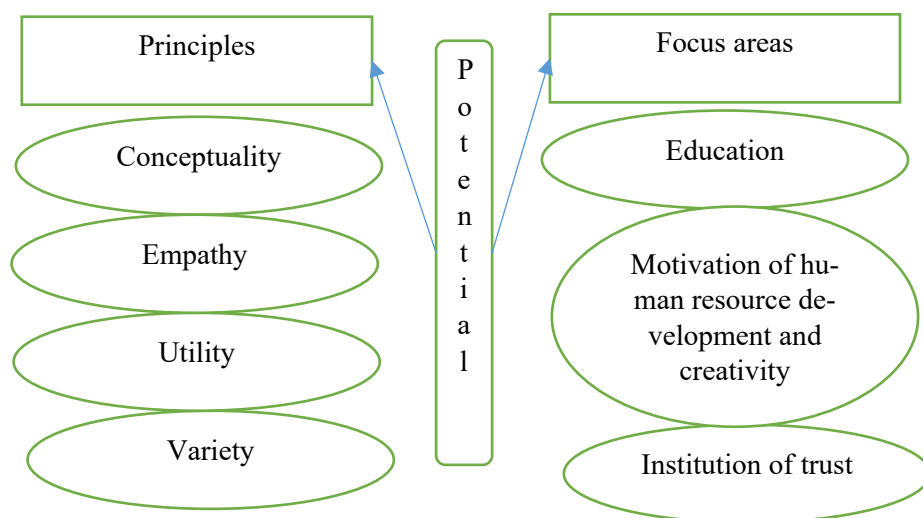 Principles
Conceptuality
Empathy
Utility
Variety
P
o
t
e
n
t
i
a
l
Focus areas
Education
Motivation of hu-
man resource de-
velopment and
creativity
Institution of trust